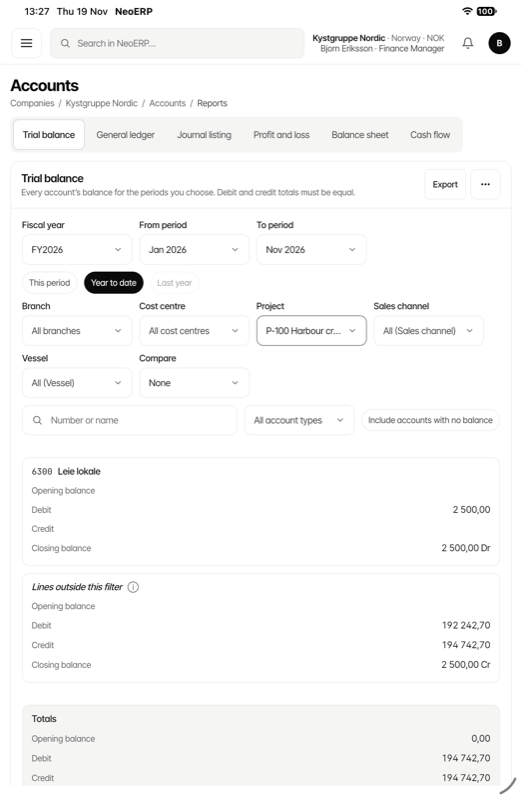 13:27 Thu 19 Nov NeoERP
100
Search in NeoERP...
Kystgruppe Nordic · Norway · NOK
Bjorn Eriksson · Finance Manager
B
Accounts
Companies / Kystgruppe Nordic / Accounts / Reports
Trial balance General ledger Journal listing Profit and loss Balance sheet Cash flow
Trial balance
Every account's balance for the periods you choose. Debit and credit totals must be equal.
Export
Fiscal year From period To period
FY2026 Jan 2026 Nov 2026
This period Year to date Last year
Branch Cost centre Project Sales channel
All branches All cost centres P-100 Harbour cr... All (Sales channel)
Vessel Compare
All (Vessel) None
Number or name All account types Include accounts with no balance
6300 Leie lokale
Opening balance
Debit 2 500,00
Credit
Closing balance 2 500,00 Dr
Lines outside this filter
Opening balance
Debit 192 242,70
Credit 194 742,70
Closing balance 2 500,00 Cr
Totals
Opening balance 0,00
Debit 194 742,70
Credit 194 742,70